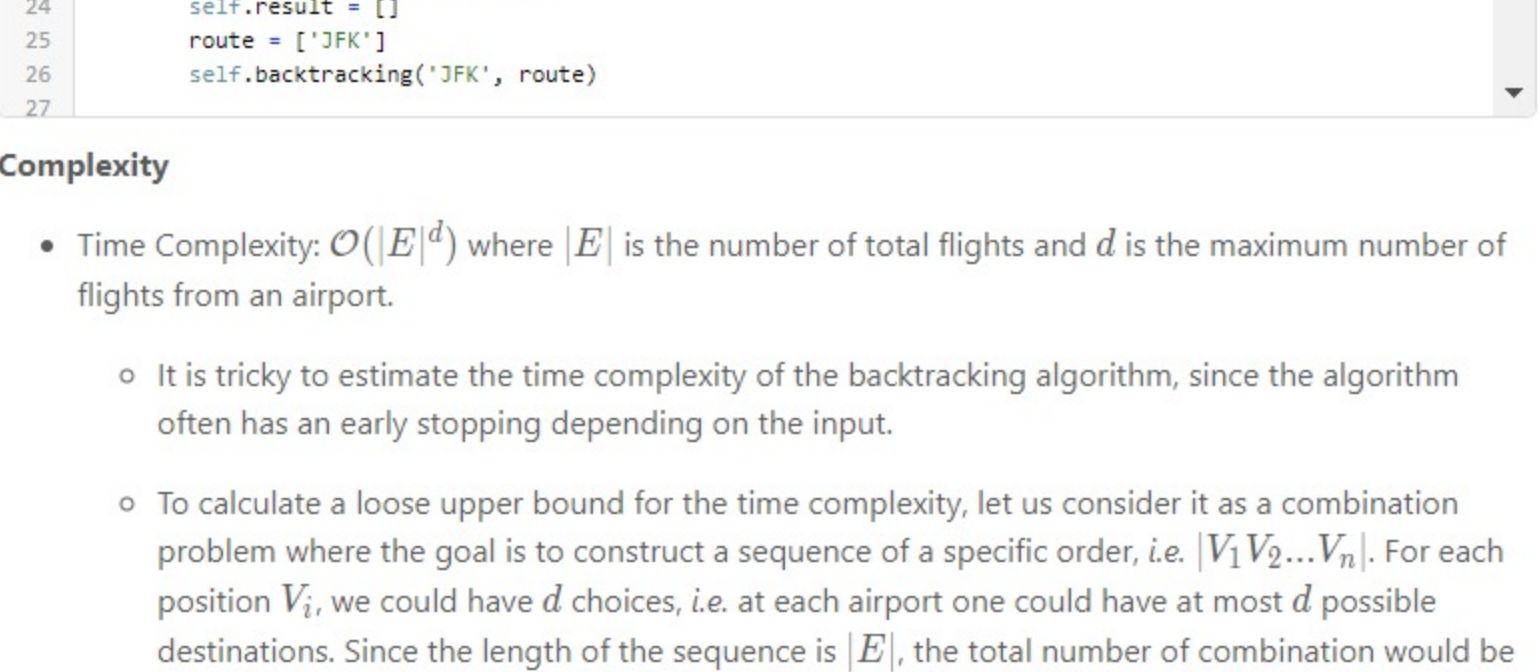 24 self.result = []
25 route = ['JFK']
26 self.backtracking('JFK', route)
27
Complexity
• Time Complexity: O(|E|^d) where |E| is the number of total flights and d is the maximum number of
flights from an airport.
○ It is tricky to estimate the time complexity of the backtracking algorithm, since the algorithm
often has an early stopping depending on the input.
○ To calculate a loose upper bound for the time complexity, let us consider it as a combination
problem where the goal is to construct a sequence of a specific order, i.e. |V₁V₂...Vₙ|. For each
position Vᵢ, we could have d choices, i.e. at each airport one could have at most d possible
destinations. Since the length of the sequence is |E|, the total number of combination would be